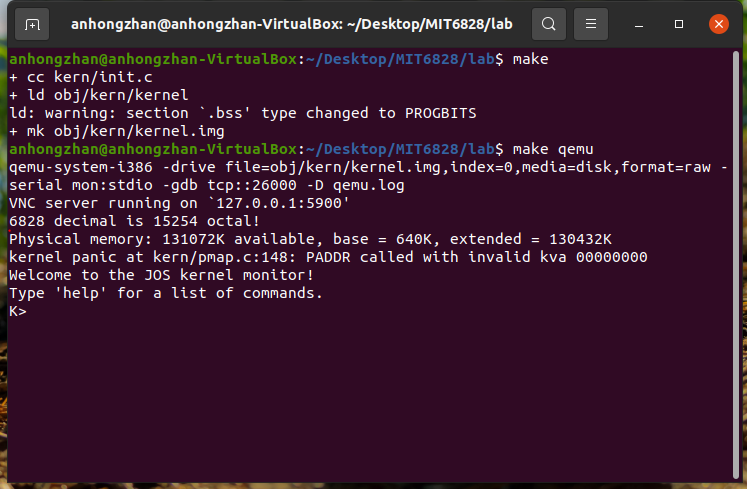 anhongzhan@anhongzhan-VirtualBox: ~/Desktop/MIT6828/lab
anhongzhan@anhongzhan-VirtualBox:~/Desktop/MIT6828/lab$ make
+ cc kern/init.c
+ ld obj/kern/kernel
ld: warning: section `.bss' type changed to PROGBITS
+ mk obj/kern/kernel.img
anhongzhan@anhongzhan-VirtualBox:~/Desktop/MIT6828/lab$ make qemu
qemu-system-i386 -drive file=obj/kern/kernel.img,index=0,media=disk,format=raw -
serial mon:stdio -gdb tcp::26000 -D qemu.log
VNC server running on `127.0.0.1:5900'
6828 decimal is 15254 octal!
Physical memory: 131072K available, base = 640K, extended = 130432K
kernel panic at kern/pmap.c:148: PADDR called with invalid kva 00000000
Welcome to the JOS kernel monitor!
Type 'help' for a list of commands.
K>